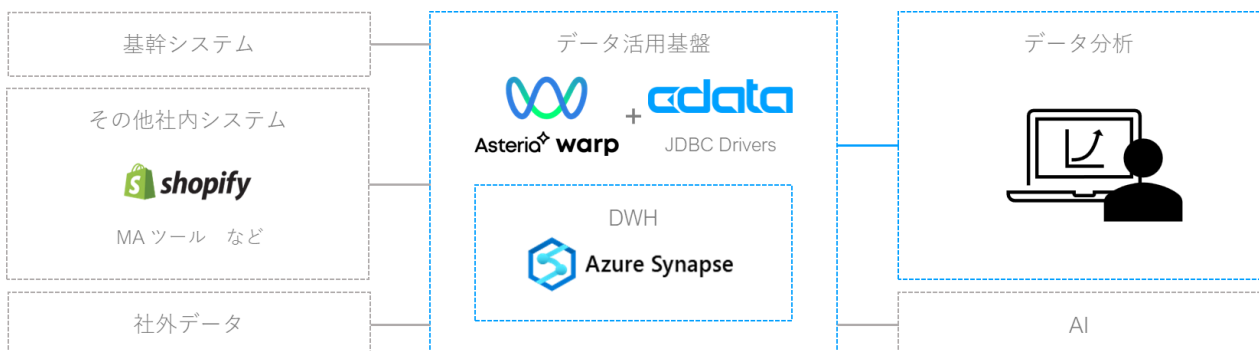 基幹システム
その他社内システム
shopify
MA ツール　など
社外データ
データ活用基盤
Asteria warp
+
cdata
JDBC Drivers
DWH
Azure Synapse
データ分析
AI